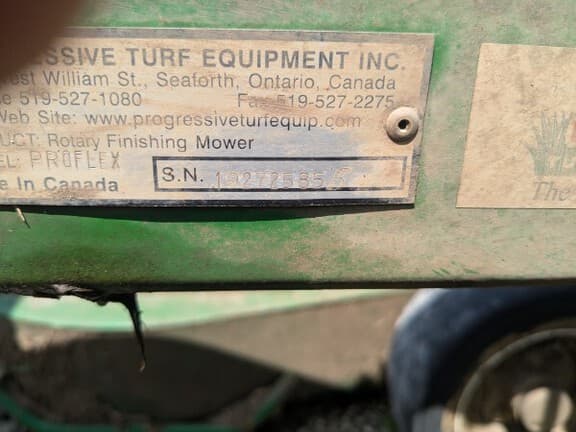 ESSIVE TURF EQUIPMENT INC.
est William St., Seaforth, Ontario, Canada
e 519-527-1080 Fax 519-527-2275
Web Site: www.progressiveturfequip.com
UCT: Rotary Finishing Mower
EL: PROFLEX
S.N.
e In Canada
The